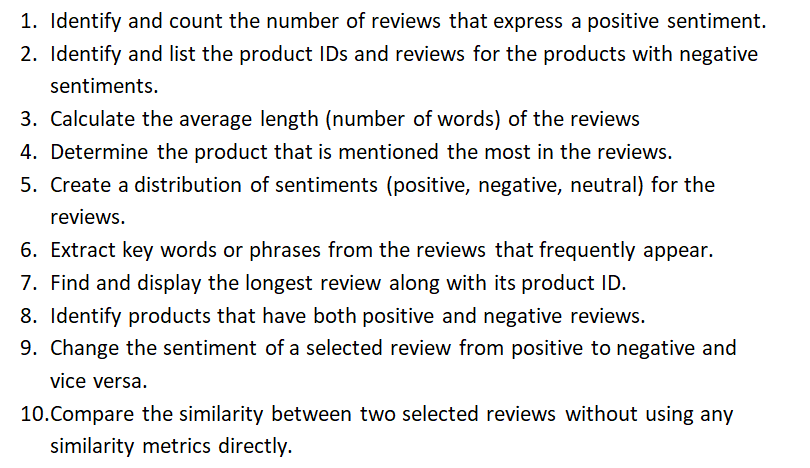 1. Identify and count the number of reviews that express a positive sentiment.
2. Identify and list the product IDs and reviews for the products with negative
sentiments.
3. Calculate the average length (number of words) of the reviews
4. Determine the product that is mentioned the most in the reviews.
5. Create a distribution of sentiments (positive, negative, neutral) for the
reviews.
6. Extract key words or phrases from the reviews that frequently appear.
7. Find and display the longest review along with its product ID.
8. Identify products that have both positive and negative reviews.
9. Change the sentiment of a selected review from positive to negative and
vice versa.
10.Compare the similarity between two selected reviews without using any
similarity metrics directly.